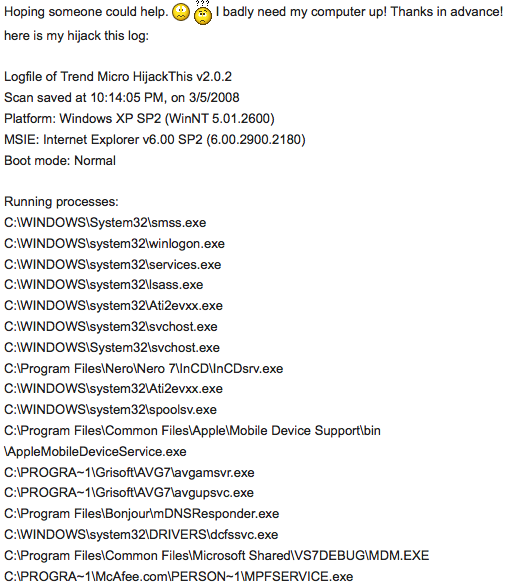 Hoping someone could help. ??? I badly need my computer up! Thanks in advance!
here is my hijack this log:
Logfile of Trend Micro HijackThis v2.0.2
Scan saved at 10:14:05 PM, on 3/5/2008
Platform: Windows XP SP2 (WinNT 5.01.2600)
MSIE: Internet Explorer v6.00 SP2 (6.00.2900.2180)
Boot mode: Normal
Running processes:
C:\WINDOWS\System32\smss.exe
C:\WINDOWS\system32\winlogon.exe
C:\WINDOWS\system32\services.exe
C:\WINDOWS\system32\lsass.exe
C:\WINDOWS\system32\Ati2evxx.exe
C:\WINDOWS\system32\svchost.exe
C:\WINDOWS\System32\svchost.exe
C:\Program Files\Nero\Nero 7\InCD\InCDsrv.exe
C:\WINDOWS\system32\Ati2evxx.exe
C:\WINDOWS\system32\spoolsv.exe
C:\Program Files\Common Files\Apple\Mobile Device Support\bin
\AppleMobileDeviceService.exe
C:\PROGRA~1\Grisoft\AVG7\avgamsvr.exe
C:\PROGRA~1\Grisoft\AVG7\avgupsvc.exe
C:\Program Files\Bonjour\mDNSResponder.exe
C:\WINDOWS\system32\DRIVERS\dcfssvc.exe
C:\Program Files\Common Files\Microsoft Shared\VS7DEBUG\MDM.EXE
C:\PROGRA~1\McAfee.com\PERSON~1\MPFSERVICE.exe